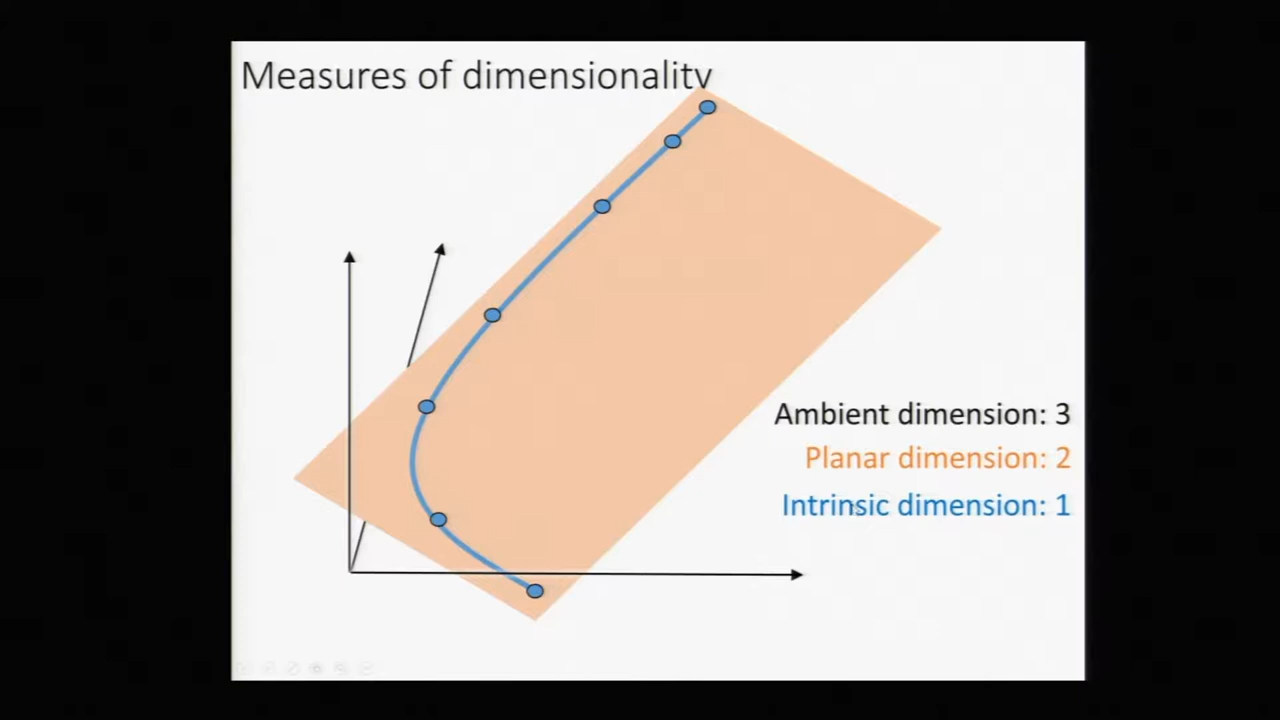 Measures of dimensionality
Ambient dimension: 3
Planar dimension: 2
Intrinsic dimension: 1